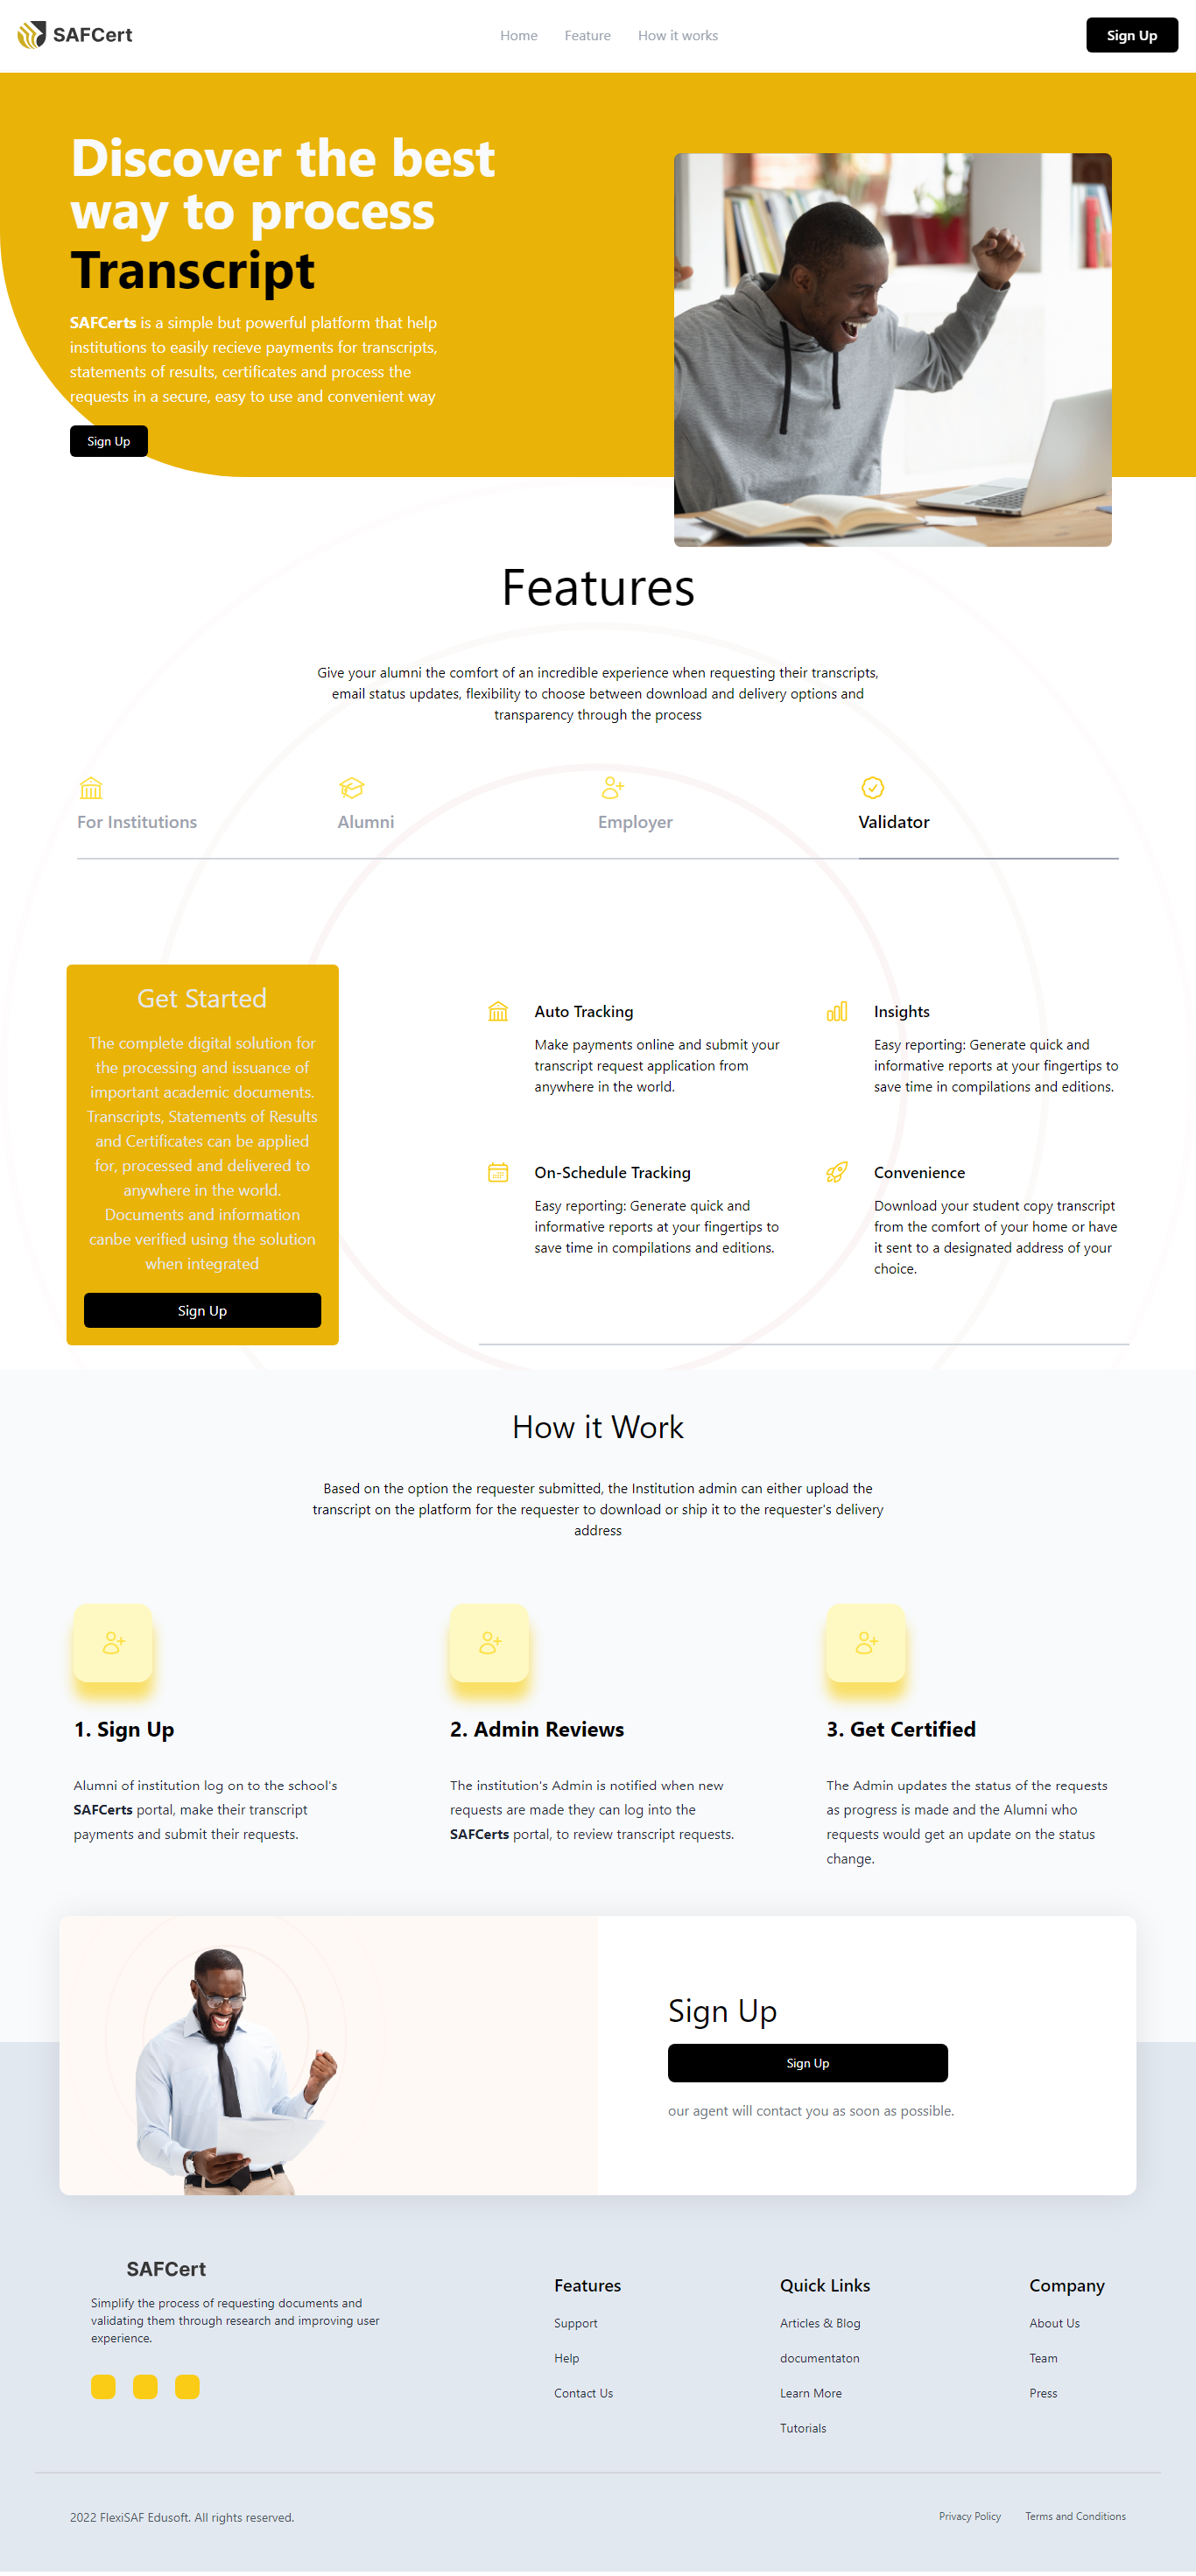 SAFCert
Home
Feature
How it works
Sign Up
Discover the best
way to process
Transcript
SAFCerts is a simple but powerful platform that help
institutions to easily recieve payments for transcripts,
statements of results, certificates and process the
requests in a secure, easy to use and convenient way
Sign Up
Features
Give your alumni the comfort of an incredible experience when requesting their transcripts,
email status updates, flexibility to choose between download and delivery options and
transparency through the process
For Institutions
Alumni
Employer
Validator
Get Started
The complete digital solution for
the processing and issuance of
important academic documents.
Transcripts, Statements of Results
and Certificates can be applied
for, processed and delivered to
anywhere in the world.
Documents and information
canbe verified using the solution
when integrated
Sign Up
Auto Tracking
Make payments online and submit your
transcript request application from
anywhere in the world.
Insights
Easy reporting: Generate quick and
informative reports at your fingertips to
save time in compilations and editions.
On-Schedule Tracking
Easy reporting: Generate quick and
informative reports at your fingertips to
save time in compilations and editions.
Convenience
Download your student copy transcript
from the comfort of your home or have
it sent to a designated address of your
choice.
How it Work
Based on the option the requester submitted, the Institution admin can either upload the
transcript on the platform for the requester to download or ship it to the requester's delivery
address
1. Sign Up
Alumni of institution log on to the school's
SAFCerts portal, make their transcript
payments and submit their requests.
2. Admin Reviews
The institution's Admin is notified when new
requests are made they can log into the
SAFCerts portal, to review transcript requests.
3. Get Certified
The Admin updates the status of the requests
as progress is made and the Alumni who
requests would get an update on the status
change.
Sign Up
Sign Up
our agent will contact you as soon as possible.
SAFCert
Simplify the process of requesting documents and
validating them through research and improving user
experience.
Features
Support
Help
Contact Us
Quick Links
Articles & Blog
documentaton
Learn More
Tutorials
Company
About Us
Team
Press
2022 FlexiSAF Edusoft. All rights reserved.
Privacy Policy
Terms and Conditions